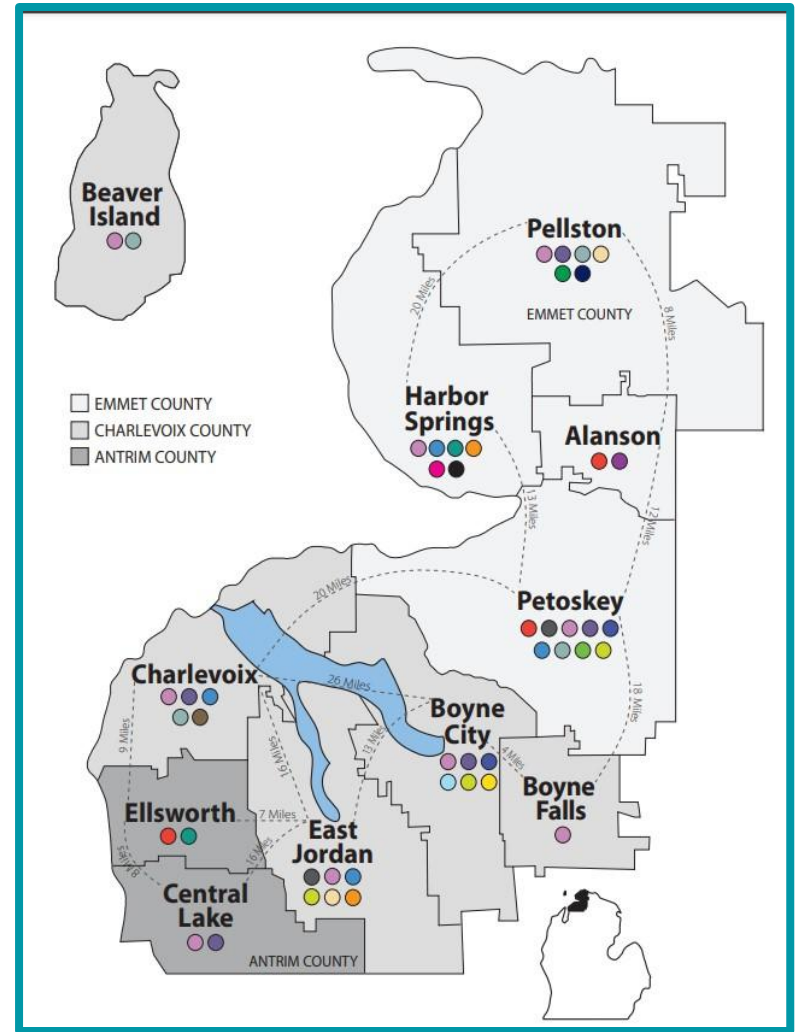 Beaver
Island
Pellston
20 Miles
EMMET COUNTY
8 Miles
Harbor
Springs
Alanson
EMMET COUNTY
CHARLEVOIX COUNTY
ANTRIM COUNTY
13 Miles
12 Miles
20 Miles
Petoskey
Charlevoix
26 Miles
18 Miles
Boyne
City
9 Miles
16 Miles
13 Miles
4 Miles
Boyne
Falls
Ellsworth
7 Miles
East
Jordan
8 Miles
16 Miles
Central
Lake
ANTRIM COUNTY